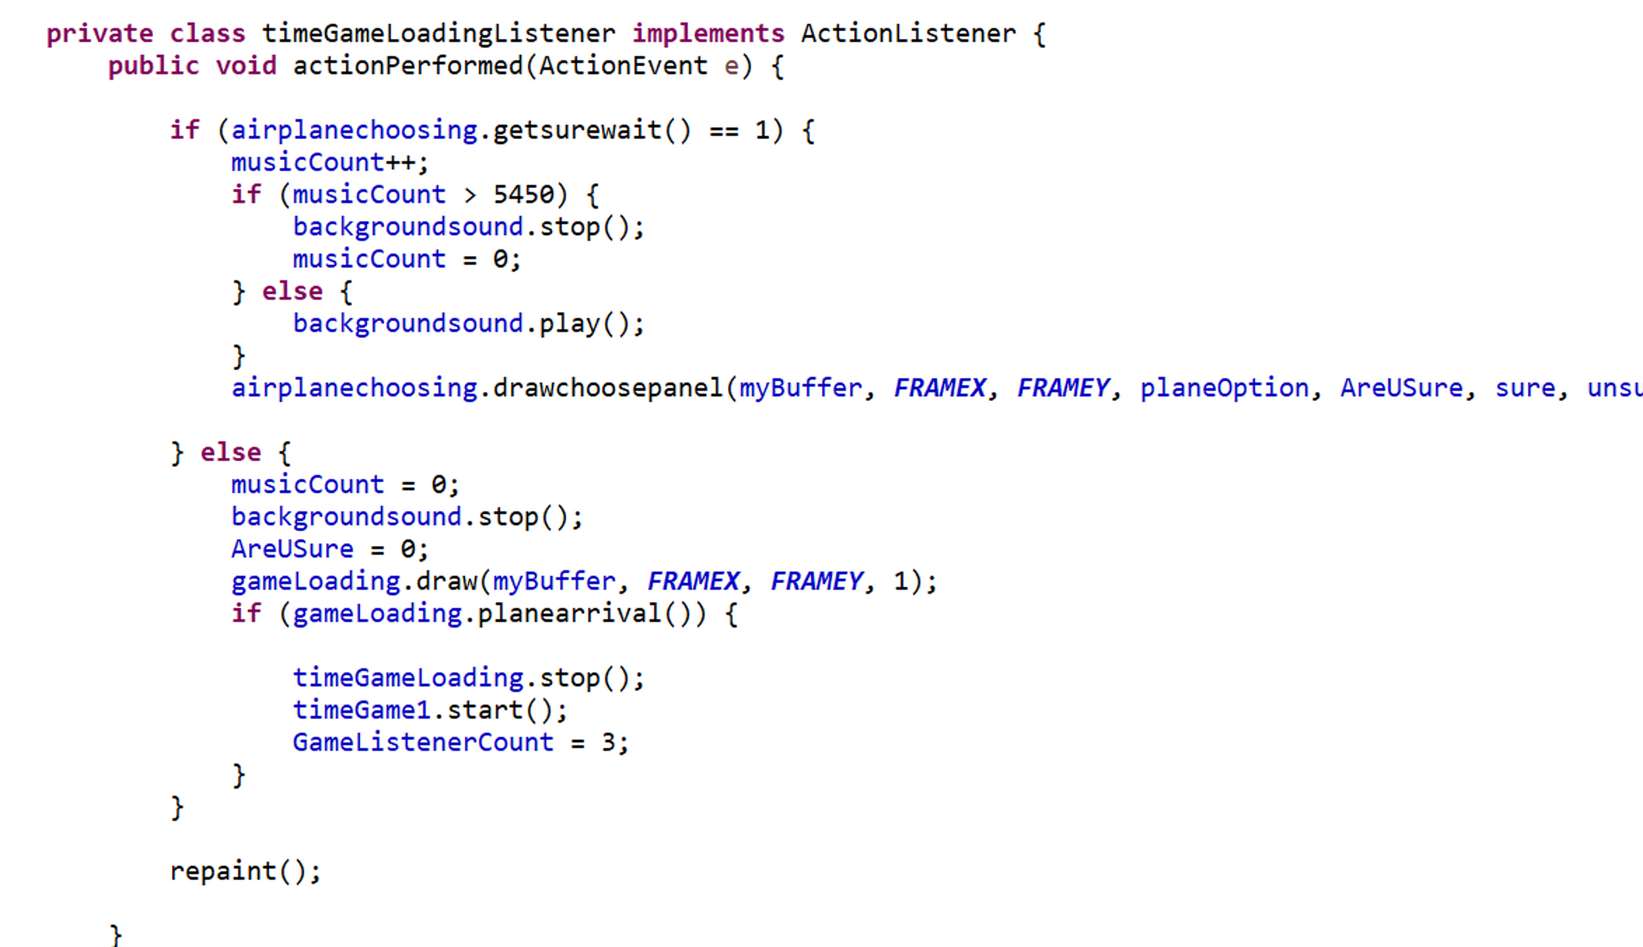 private class timeGameLoadingListener implements ActionListener {
public void actionPerformed(ActionEvent e) {
if (airplanechoosing.getsurewait() == 1) {
musicCount++;
if (musicCount > 5450) {
backgroundsound.stop();
musicCount = 0;
} else {
backgroundsound.play();
}
airplanechoosing.drawchoosepanel(myBuffer, FRAMEX, FRAMEY, planeOption, AreUSure, sure,
} else {
musicCount = 0;
backgroundsound.stop();
AreUSure = 0;
gameLoading.draw(myBuffer, FRAMEX, FRAMEY, 1);
if (gameLoading.planearrival()) {
timeGameLoading.stop();
timeGame1.start();
GameListenerCount = 3;
}
}
repaint();
}